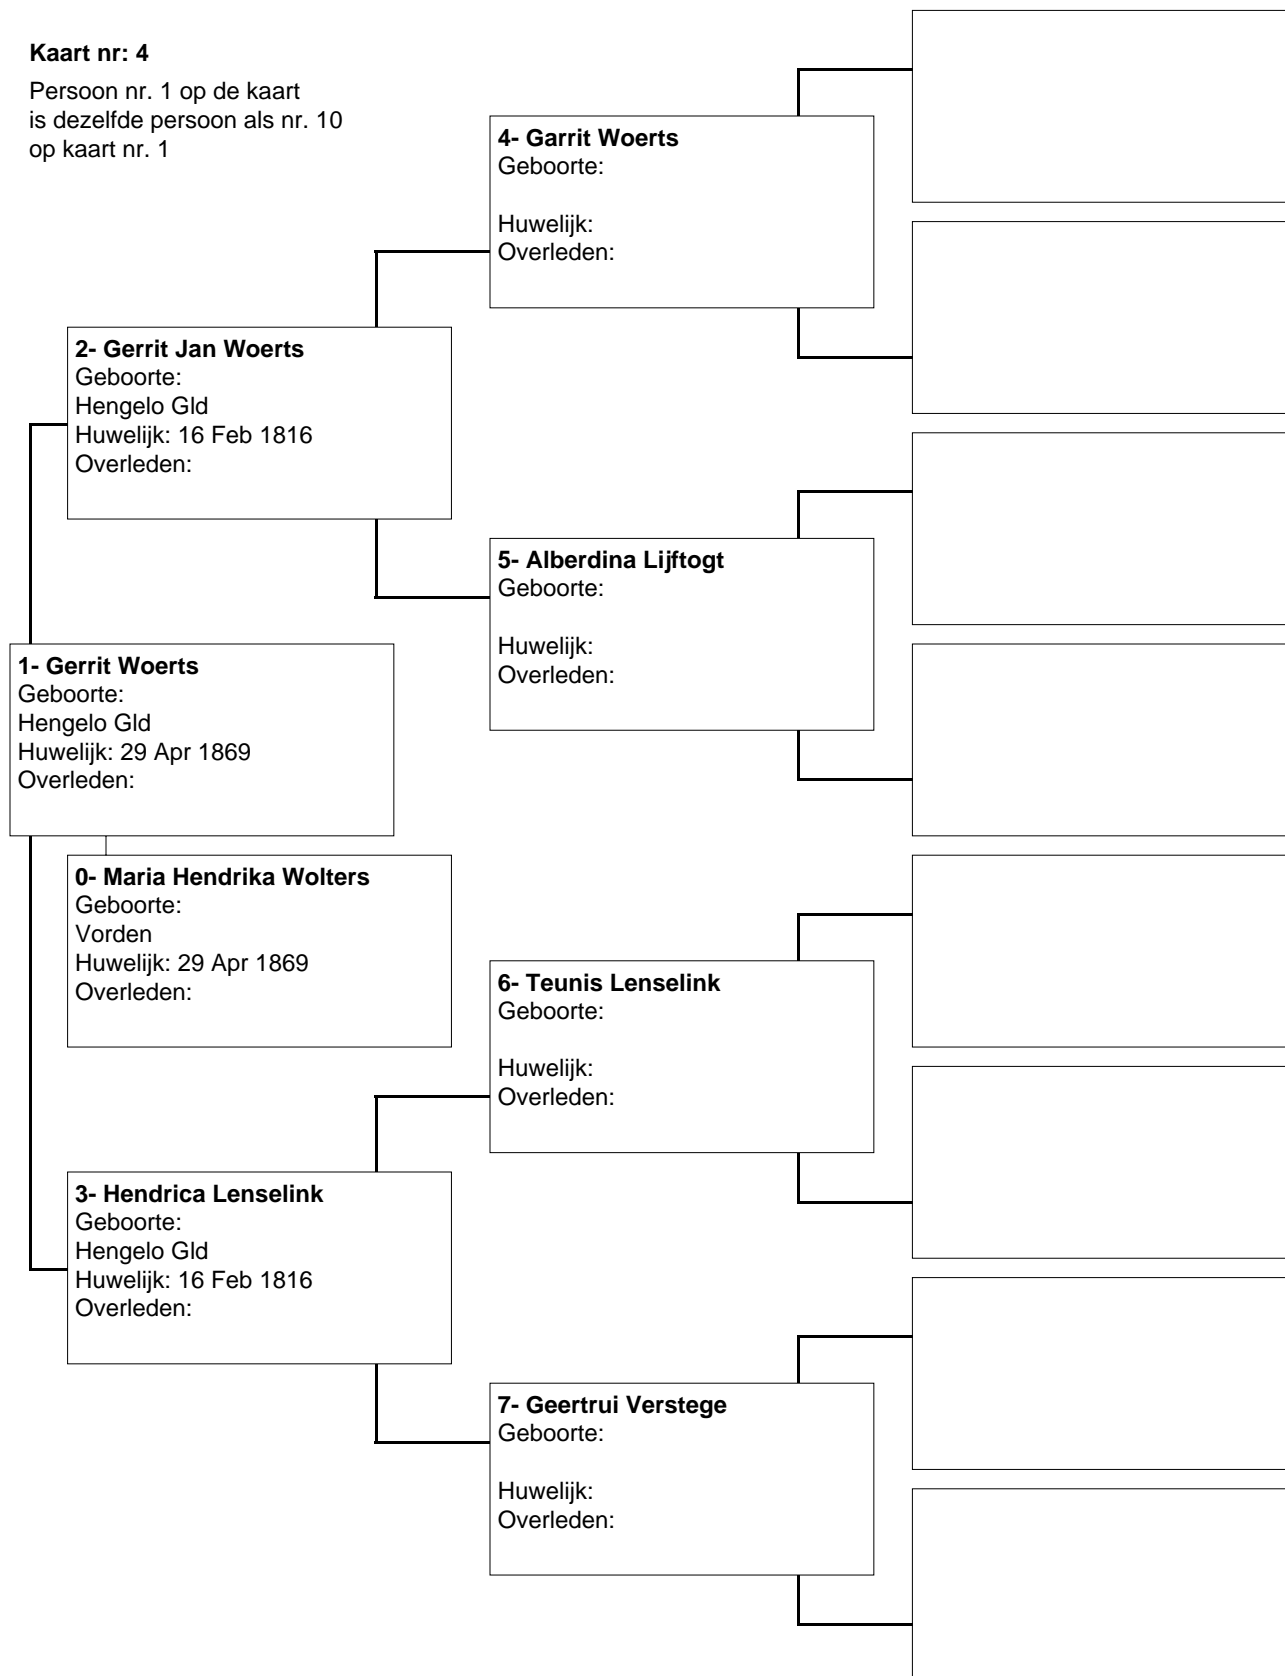 Kaart nr: 4
Persoon nr. 1 op de kaart
is dezelfde persoon als nr. 10
op kaart nr. 1
4- Garrit Woerts
Geboorte:
Huwelijk:
Overleden:
2- Gerrit Jan Woerts
Geboorte:
Hengelo Gld
Huwelijk: 16 Feb 1816
Overleden:
5- Alberdina Lijftogt
Geboorte:
Huwelijk:
Overleden:
1- Gerrit Woerts
Geboorte:
Hengelo Gld
Huwelijk: 29 Apr 1869
Overleden:
0- Maria Hendrika Wolters
Geboorte:
Vorden
Huwelijk: 29 Apr 1869
Overleden:
6- Teunis Lenselink
Geboorte:
Huwelijk:
Overleden:
3- Hendrica Lenselink
Geboorte:
Hengelo Gld
Huwelijk: 16 Feb 1816
Overleden:
7- Geertrui Verstege
Geboorte:
Huwelijk:
Overleden: